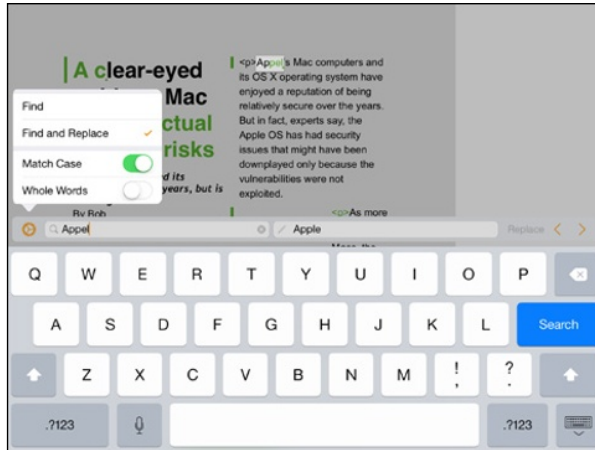 A clear-eyed
Mac
ctual
risks
d its
years, but is
By Rob
<p>Appel's Mac computers and
its OS X operating system have
enjoyed a reputation of being
relatively secure over the years.
But in fact, experts say, the
Apple OS has had security
issues that might have been
downplayed only because the
vulnerabilities were not
exploited.
<p>As more
Find
Find and Replace
Match Case
Whole Words
Appel Apple Replace
Q W E R T Y U I O P
A S D F G H J K L Search
Z X C V B N M ! , ? .
.?123 .?123